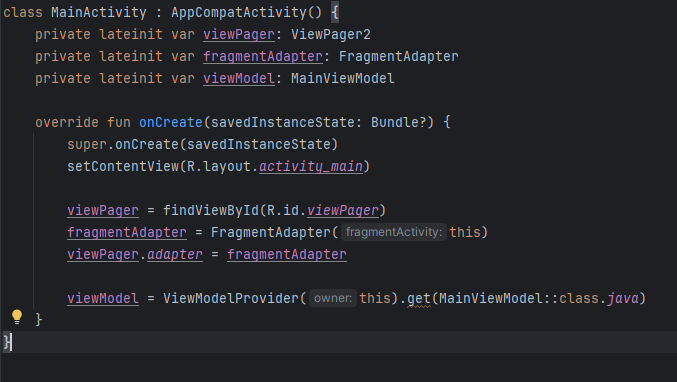 class MainActivity : AppCompatActivity() {
    private lateinit var viewPager: ViewPager2
    private lateinit var fragmentAdapter: FragmentAdapter
    private lateinit var viewModel: MainViewModel

    override fun onCreate(savedInstanceState: Bundle?) {
        super.onCreate(savedInstanceState)
        setContentView(R.layout.activity_main)

        viewPager = findViewById(R.id.viewPager)
        fragmentAdapter = FragmentAdapter( fragmentActivity: this)
        viewPager.adapter = fragmentAdapter

        viewModel = ViewModelProvider( owner: this).get(MainViewModel::class.java)
    }
}